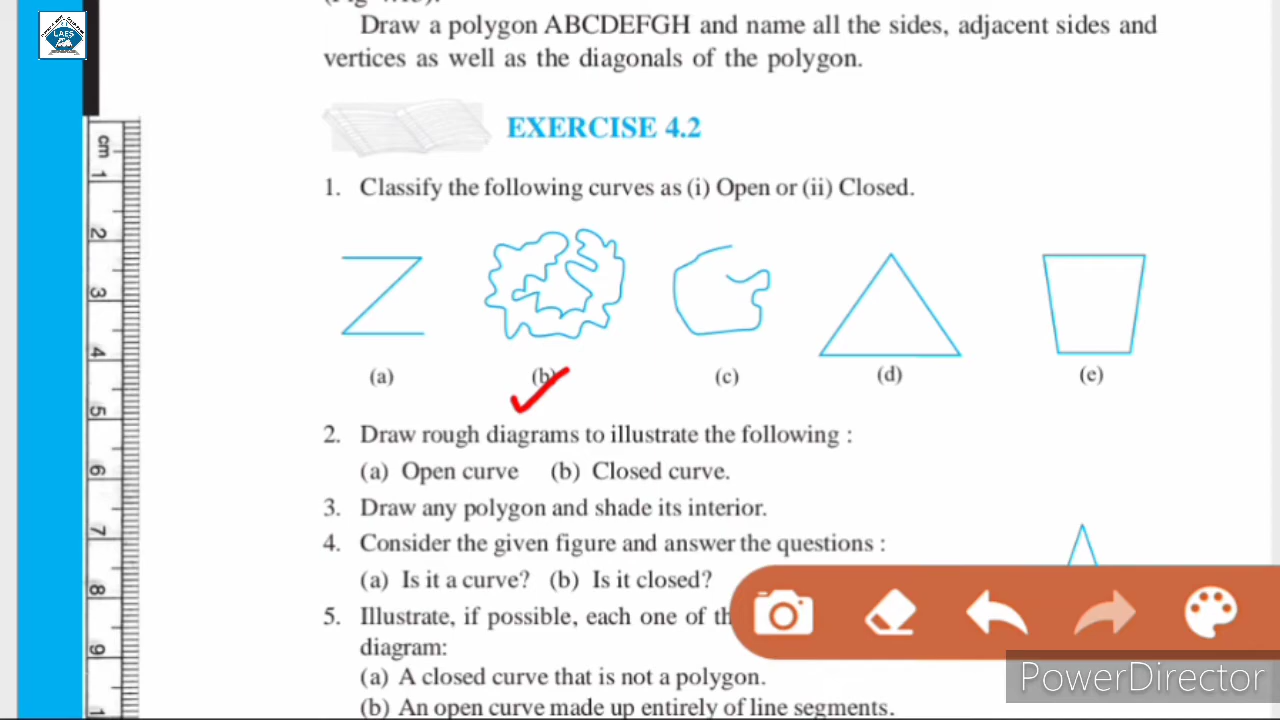 LAES
Draw a polygon ABCDEFGH and name all the sides, adjacent sides and
vertices as well as the diagonals of the polygon.
EXERCISE 4.2
1. Classify the following curves as (i) Open or (ii) Closed.
(a) (b) (c) (d) (e)
2. Draw rough diagrams to illustrate the following :
(a) Open curve (b) Closed curve.
3. Draw any polygon and shade its interior.
4. Consider the given figure and answer the questions :
(a) Is it a curve? (b) Is it closed?
5. Illustrate, if possible, each one of th
diagram:
(a) A closed curve that is not a polygon.
(b) An open curve made up entirely of line segments.
cm 1 2 3 4 5 6 7 8 9 1
PowerDirector